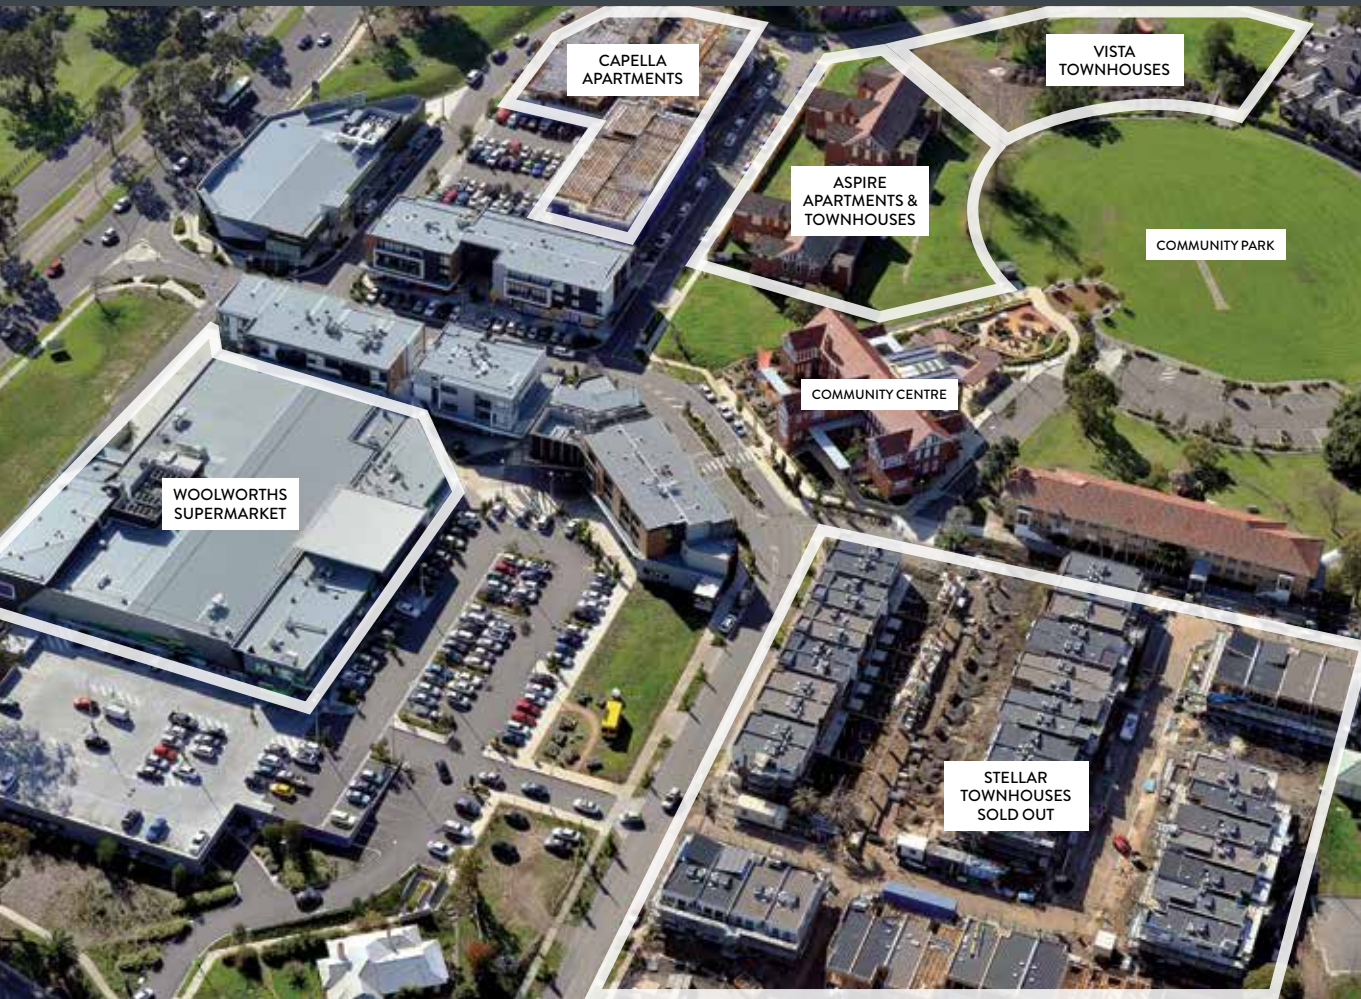 CAPELLA
APARTMENTS
VISTA
TOWNHOUSES
ASPIRE
APARTMENTS &
TOWNHOUSES
COMMUNITY PARK
COMMUNITY CENTRE
WOOLWORTHS
SUPERMARKET
STELLAR
TOWNHOUSES
SOLD OUT